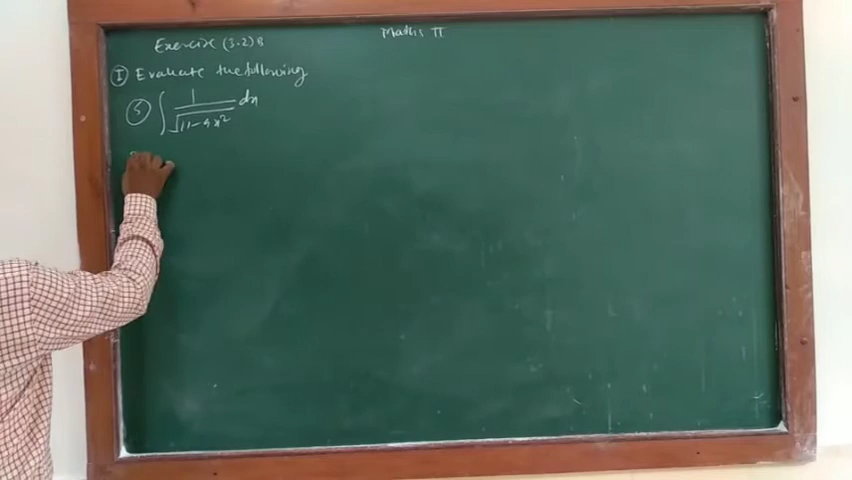 Exercise (3.2) B
Maths II
(I) Evaluate the following
(5) ∫ 1/√(11-4x²) dx